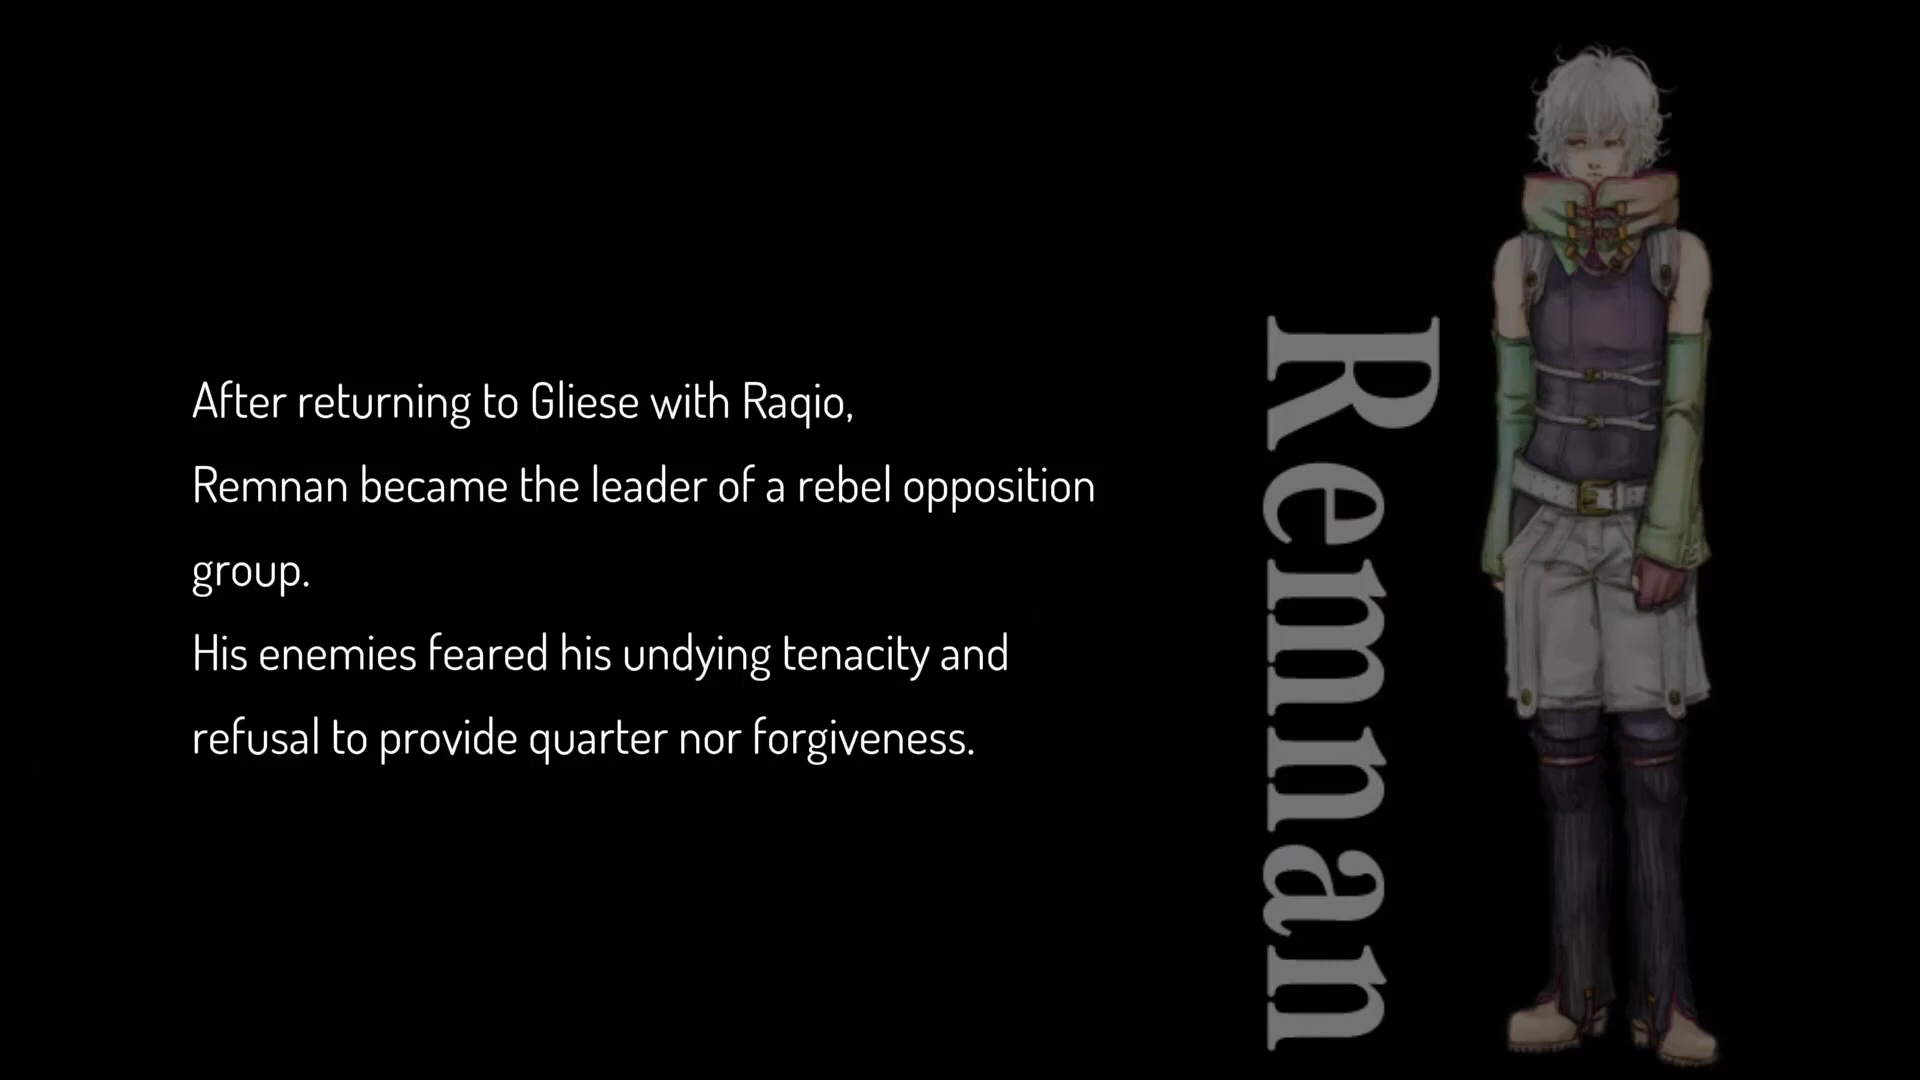 After returning to Gliese with Raqio,
Remnan became the leader of a rebel opposition
group.
His enemies feared his undying tenacity and
refusal to provide quarter nor forgiveness.
Remnan